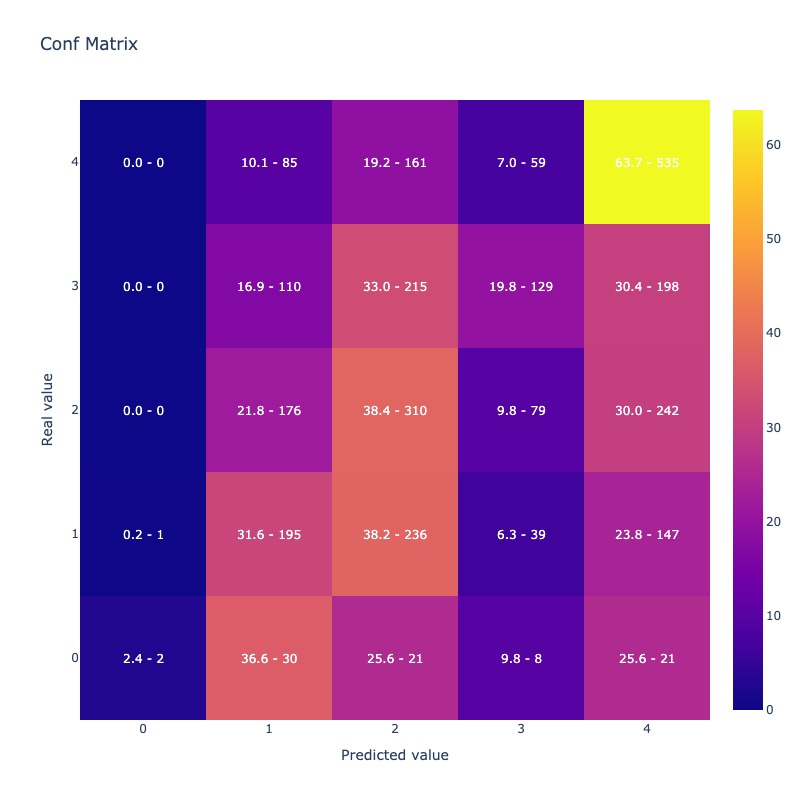 Conf Matrix
4 0.0 - 0 10.1 - 85 19.2 - 161 7.0 - 59 63.7 - 535
3 0.0 - 0 16.9 - 110 33.0 - 215 19.8 - 129 30.4 - 198
2 0.0 - 0 21.8 - 176 38.4 - 310 9.8 - 79 30.0 - 242
1 0.2 - 1 31.6 - 195 38.2 - 236 6.3 - 39 23.8 - 147
0 2.4 - 2 36.6 - 30 25.6 - 21 9.8 - 8 25.6 - 21
0 1 2 3 4
Predicted value
Real value
60
50
40
30
20
10
0